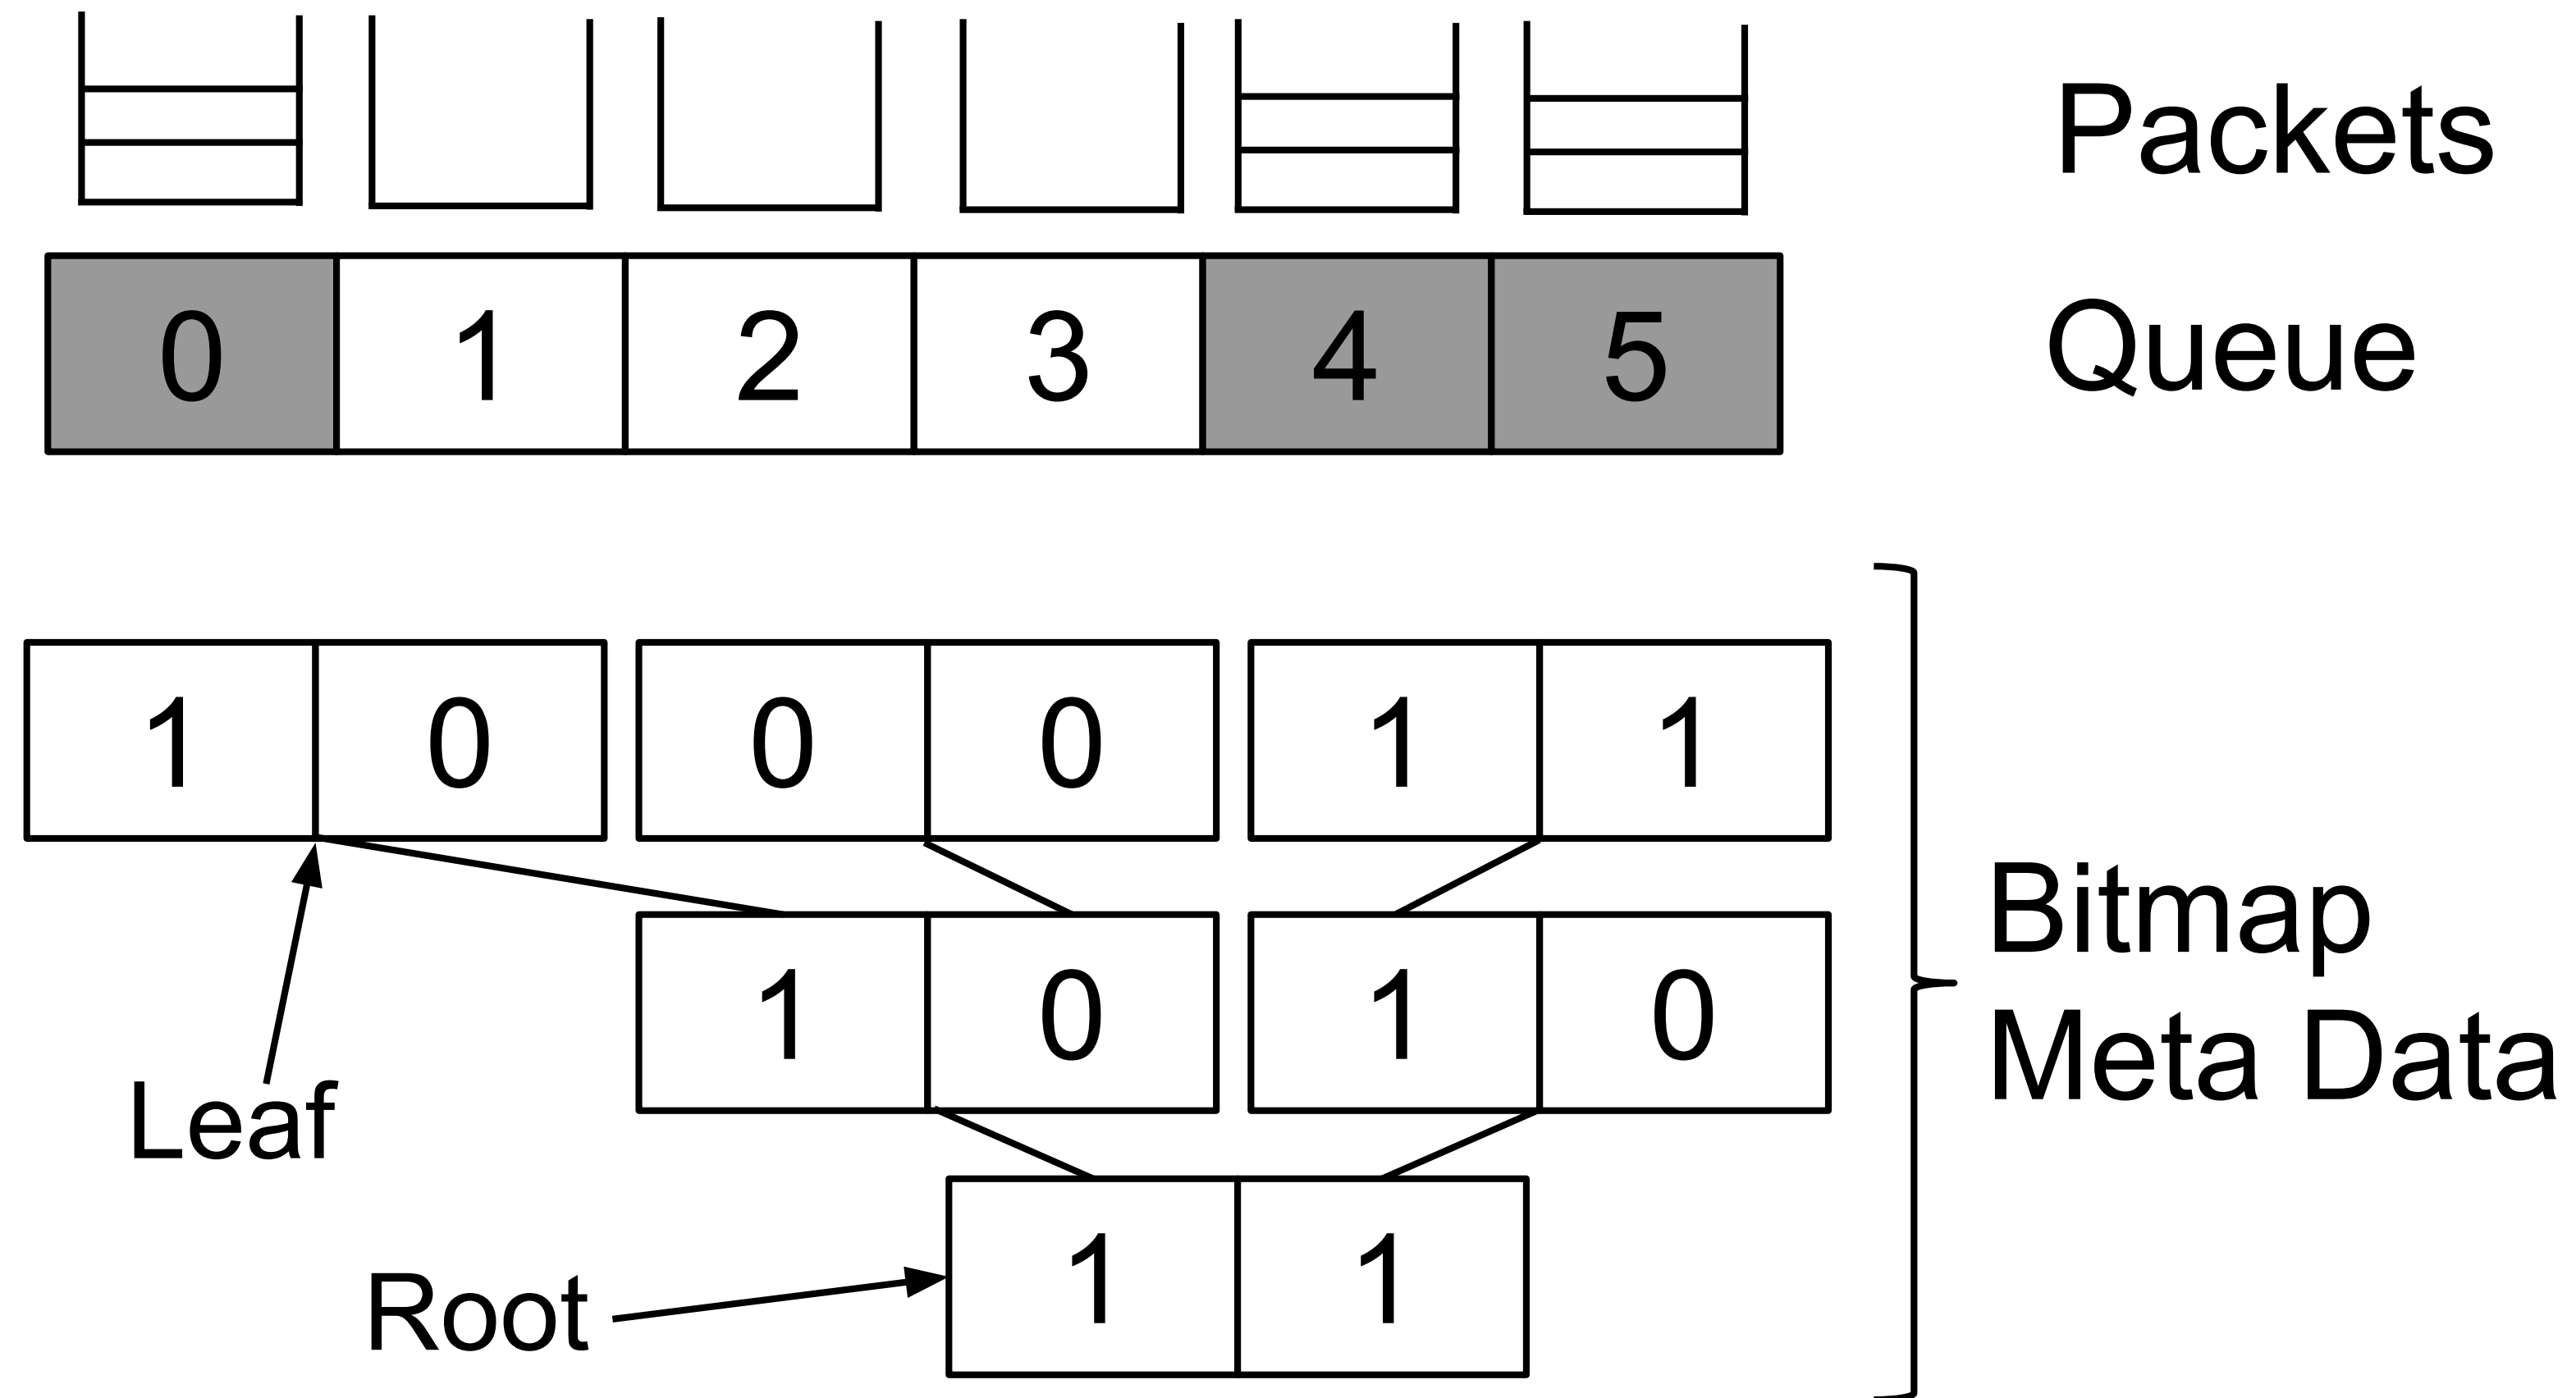 Packets
0 1 2 3 4 5 Queue
1 0 0 0 1 1
Bitmap
Meta Data
1 0 1 0
Leaf
Root
1 1